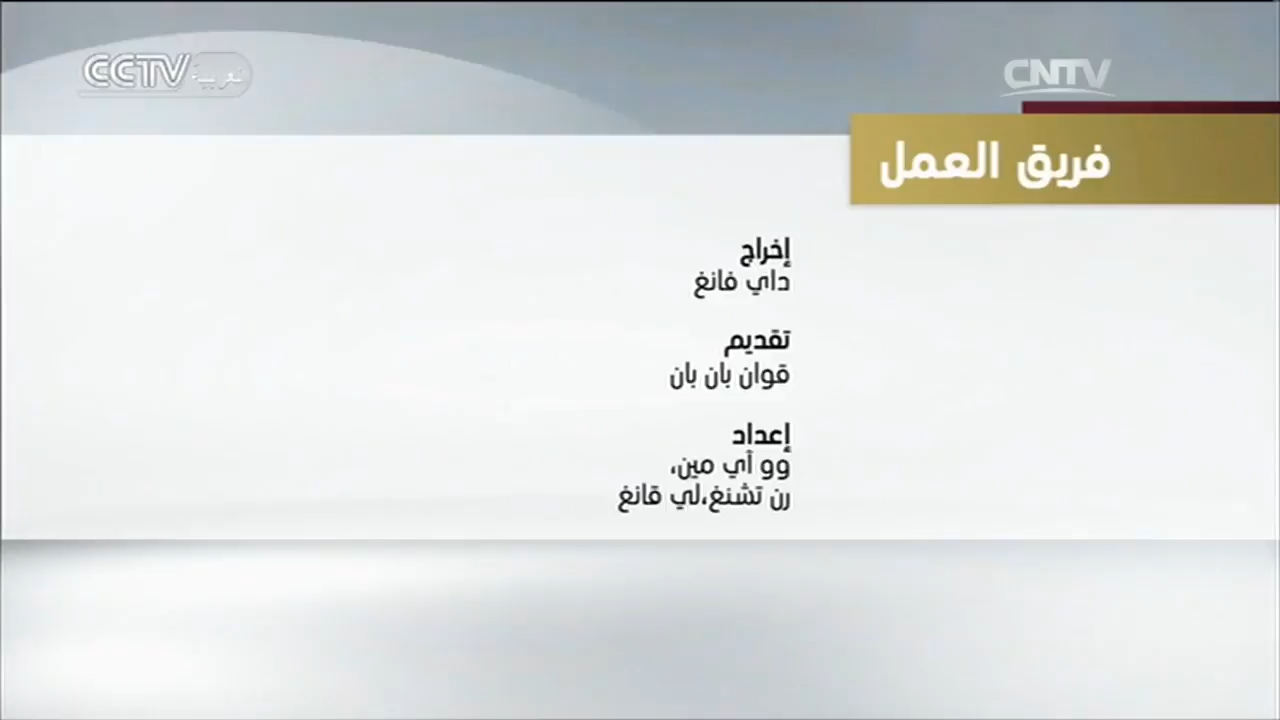 CCTV العربية
CNTV
فريق العمل
إخراج
داي فانغ
تقديم
قوان بان بان
إعداد
وو آي مين،
رن تشنغ،لي قانغ